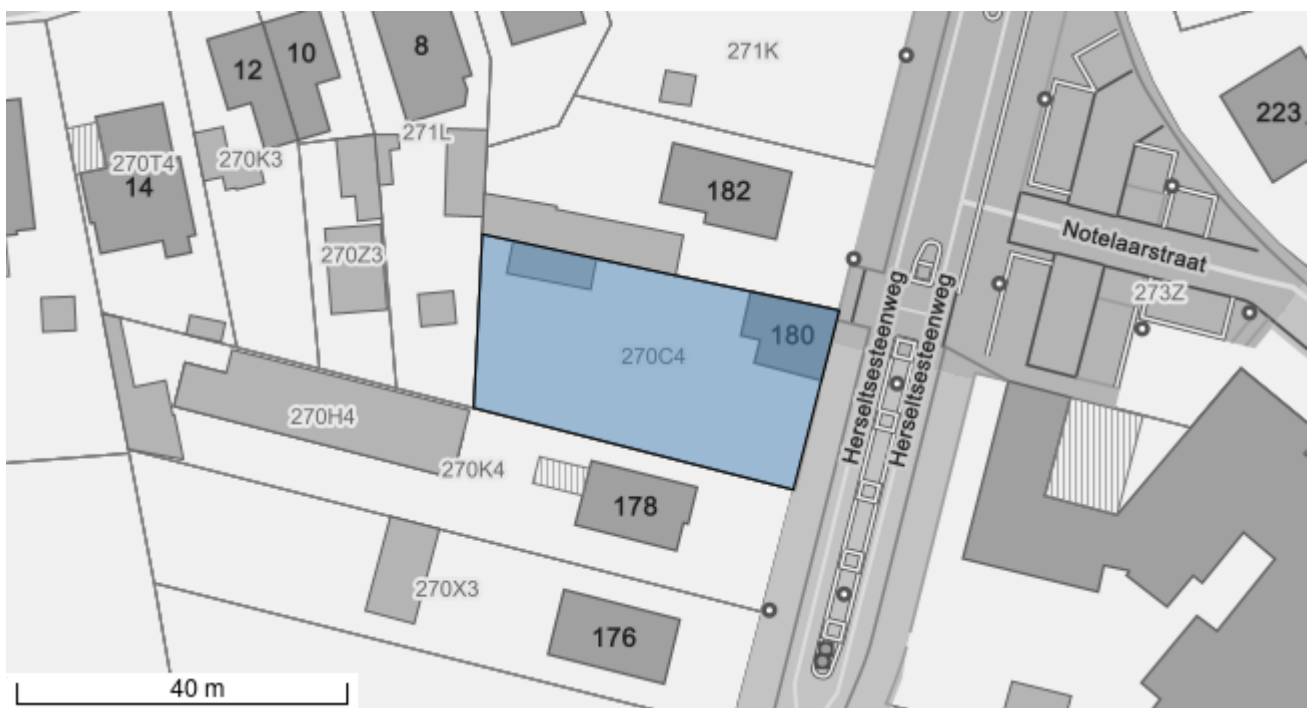 8
10
12
271K
223
271L
270T4
270K3
14
182
Notelaarstraat
270Z3
273Z
180
270C4
Herseltsesteenweg
Herseltsesteenweg
270H4
270K4
178
270X3
176
40 m